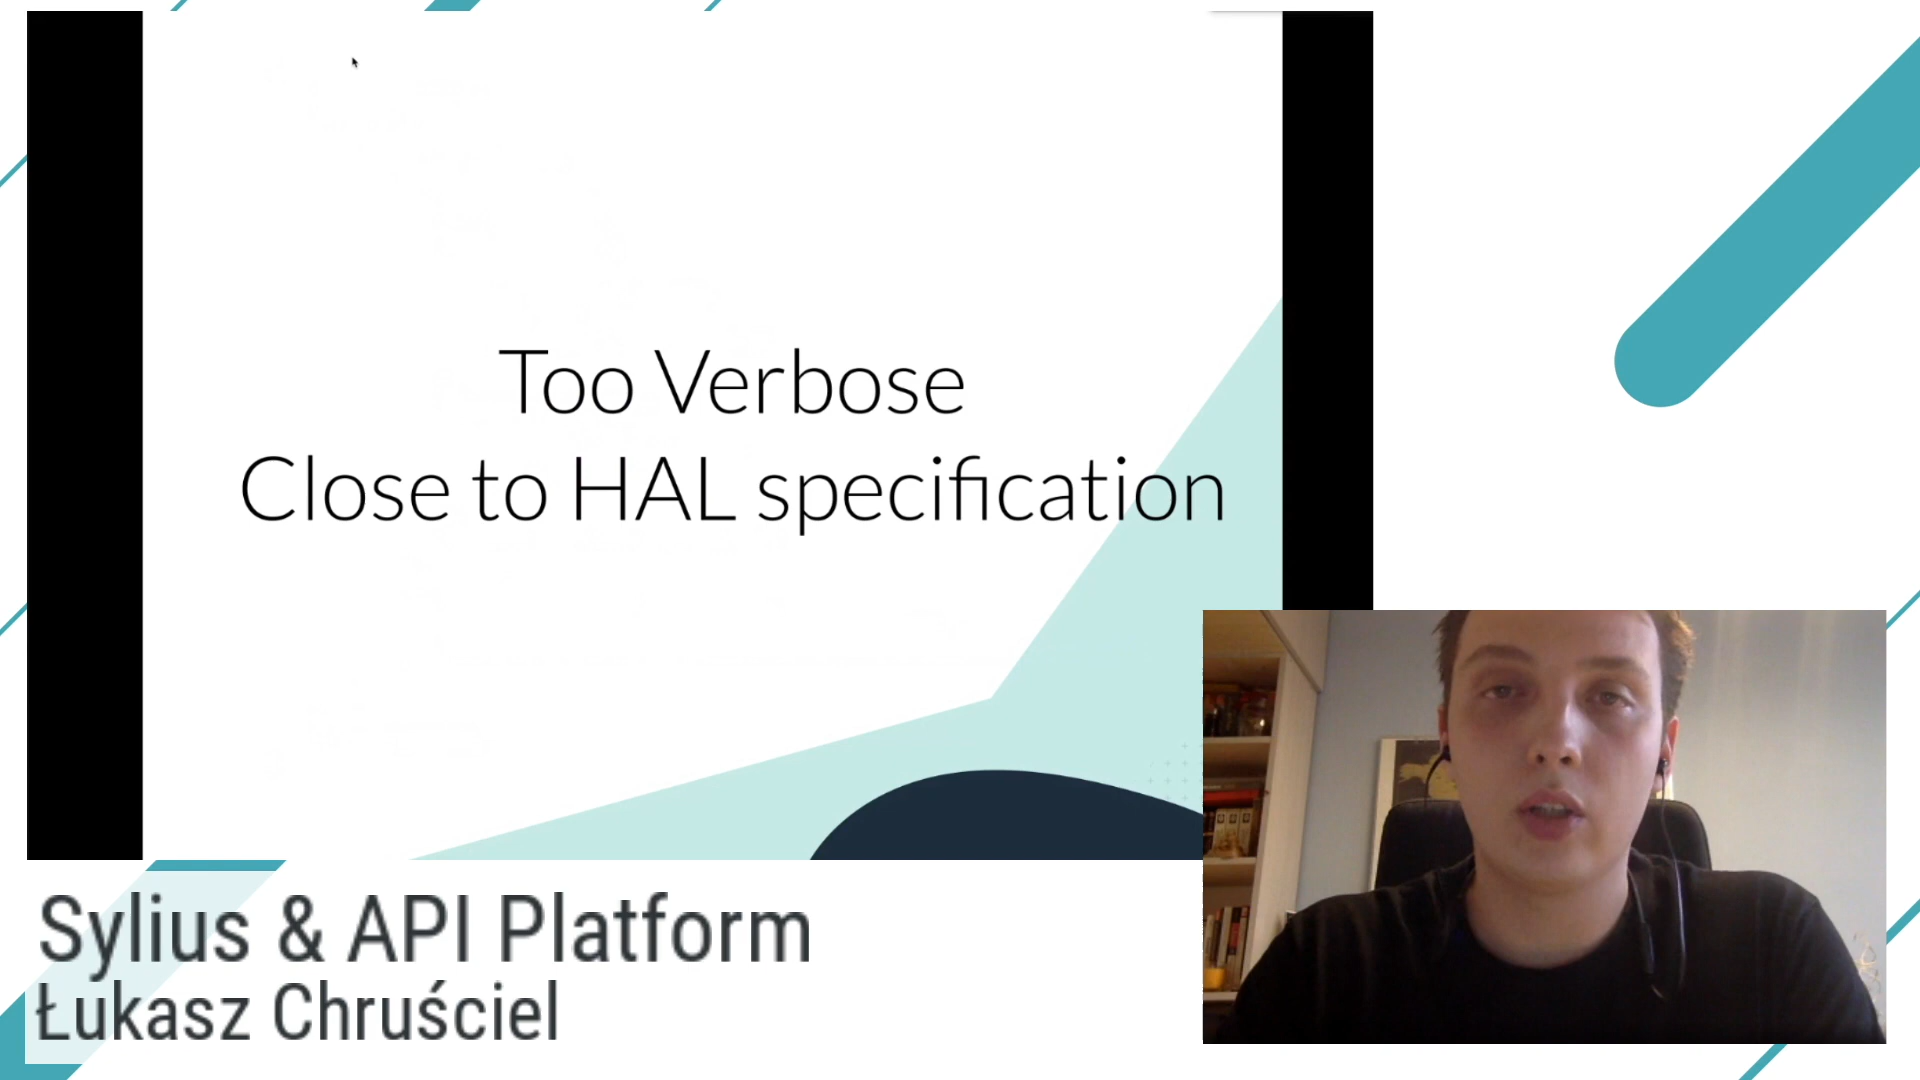 Too Verbose
Close to HAL specification
Sylius & API Platform
Łukasz Chruściel